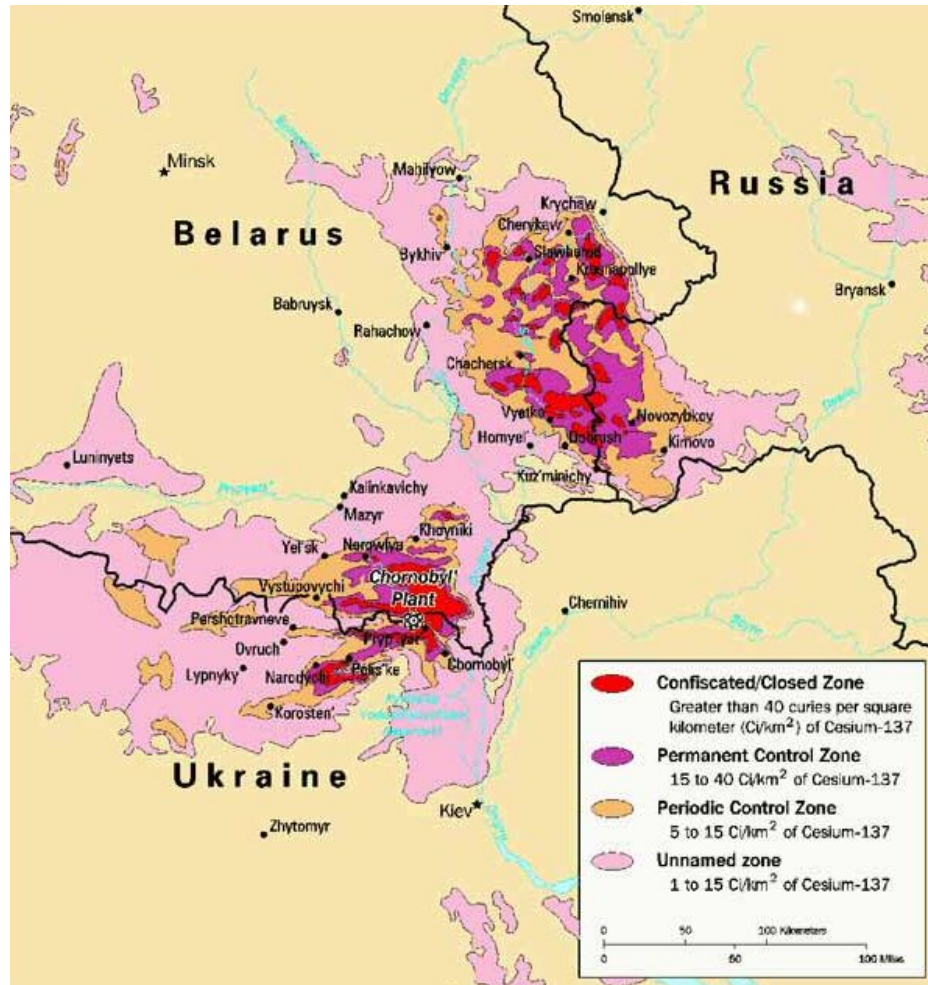 Smolensk
Minsk
Mahilyow
Russia
Krychaw
Cherykaw
Belarus
Bykhiv
Slawharad
Krasnapollye
Bryansk
Babruysk
Rahachow
Chachersk
Vyetka
Novozybkov
Homyel'
Dobrush
Kirnovo
Luninyets
Kuz'minichy
Kalinkavichy
Mazyr
Khoyniki
Yel'sk
Narowlya
Chornobyl'
Plant
Vystupovychi
Chernihiv
Pershotravneve
Pryp'yat'
Ovruch
Chornobyl'
Lypnyky
Narodychi
Polis'ke
Korosten'
Ukraine
Kiev
Zhytomyr
Confiscated/Closed Zone
Greater than 40 curies per square
kilometer (Ci/km²) of Cesium-137
Permanent Control Zone
15 to 40 Ci/km² of Cesium-137
Periodic Control Zone
5 to 15 Ci/km² of Cesium-137
Unnamed zone
1 to 15 Ci/km² of Cesium-137
0 50 100 Kilometers
0 50 100 Miles